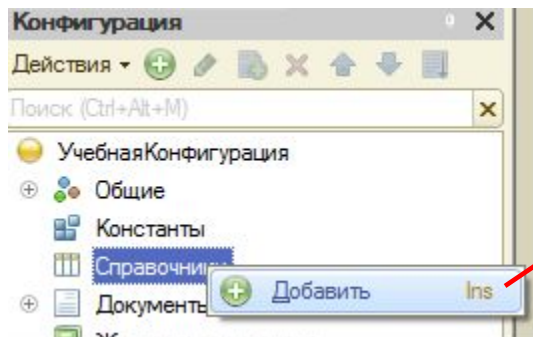 Конфигурация
Действия
Поиск (Ctrl+Alt+M)
УчебнаяКонфигурация
Общие
Константы
Справочники
Добавить Ins
Документы